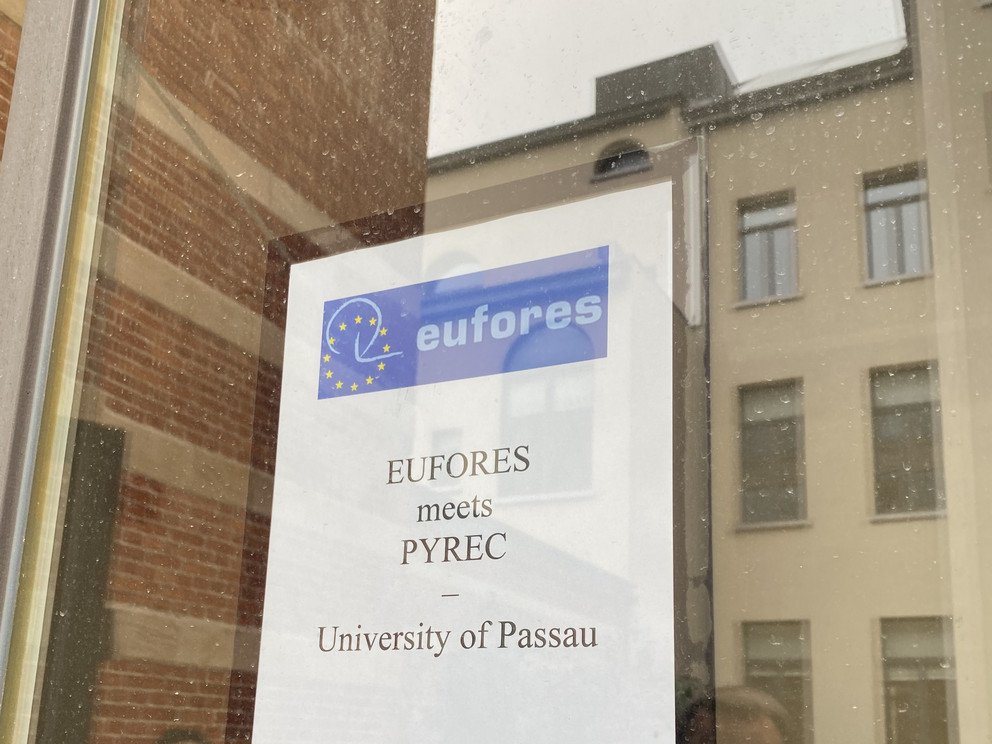 eufores
EUFORES
meets
PYREC
–
University of Passau